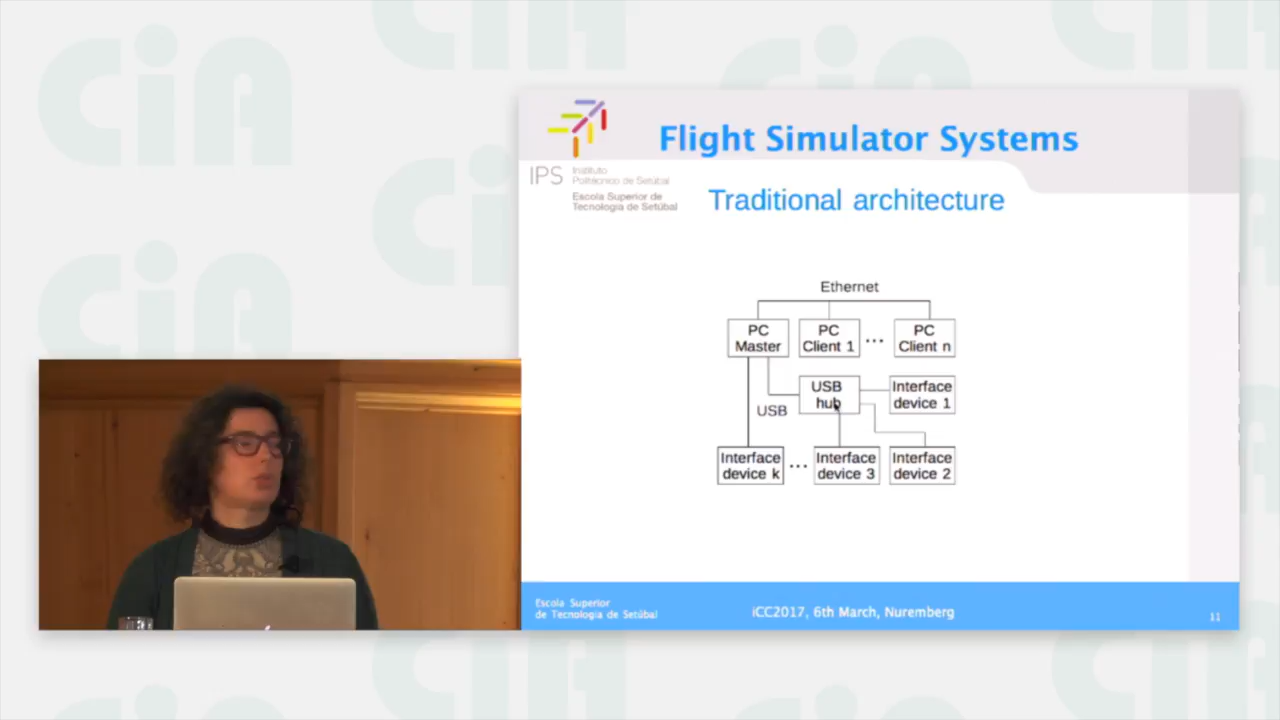 CiA
Flight Simulator Systems
IPS
Instituto
Politécnico de Setúbal
Escola Superior de
Tecnologia de Setúbal
Traditional architecture
Ethernet
PC
Master
PC
Client 1
...
PC
Client n
USB
hub
Interface
device 1
USB
Interface
device k
...
Interface
device 3
Interface
device 2
Escola Superior
de Tecnologia de Setúbal
iCC2017, 6th March, Nuremberg
11